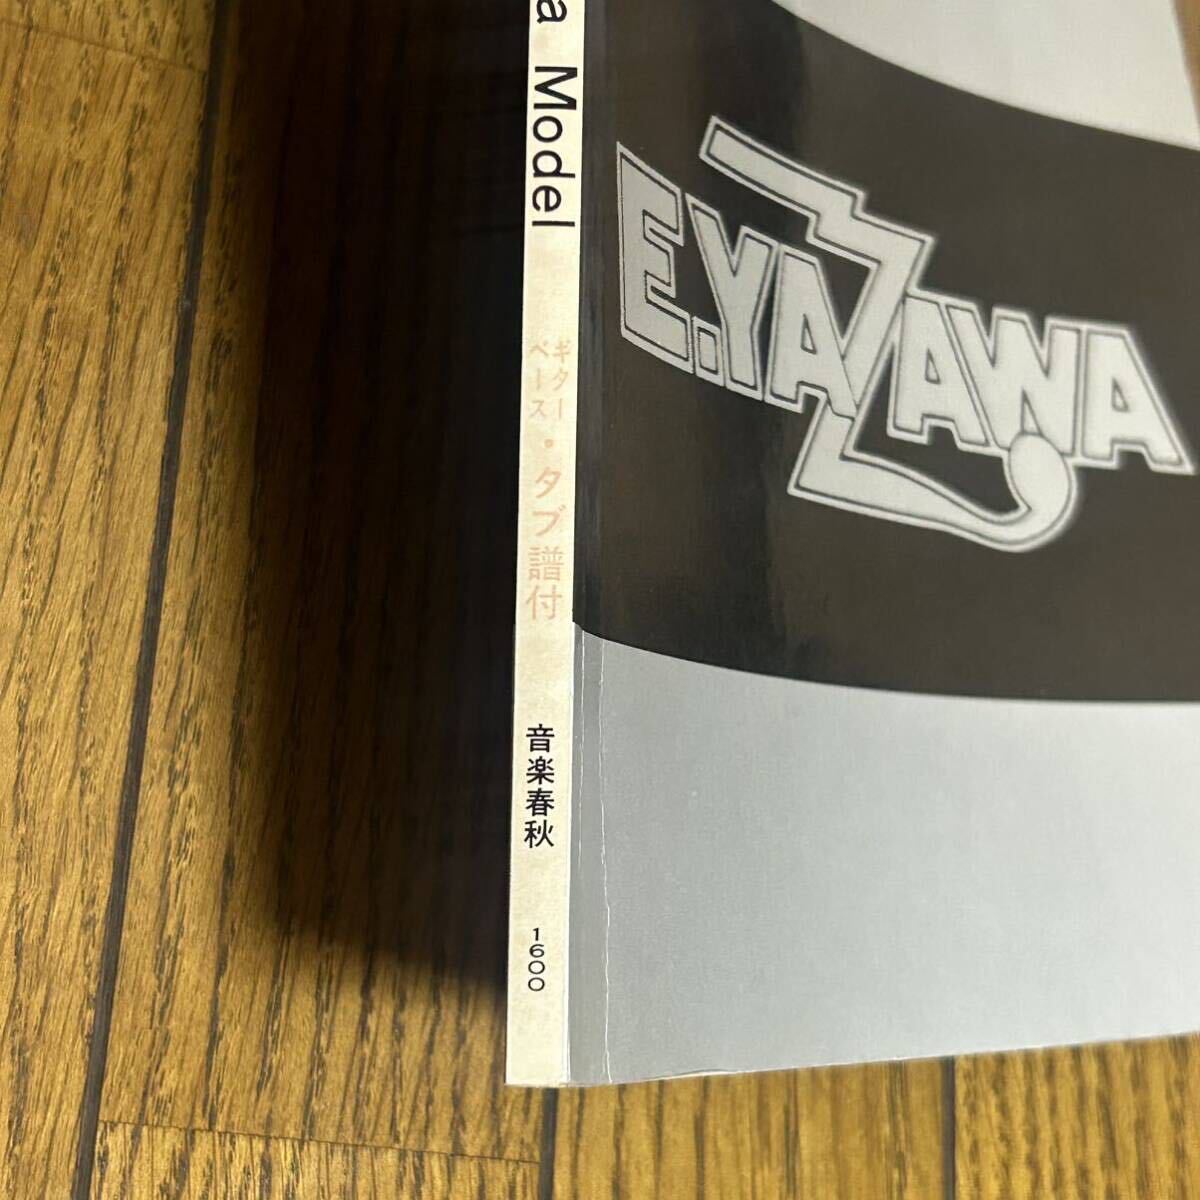 a Model
ギター
ベース
・タブ譜付
音楽春秋
1600
E.YAZAWA